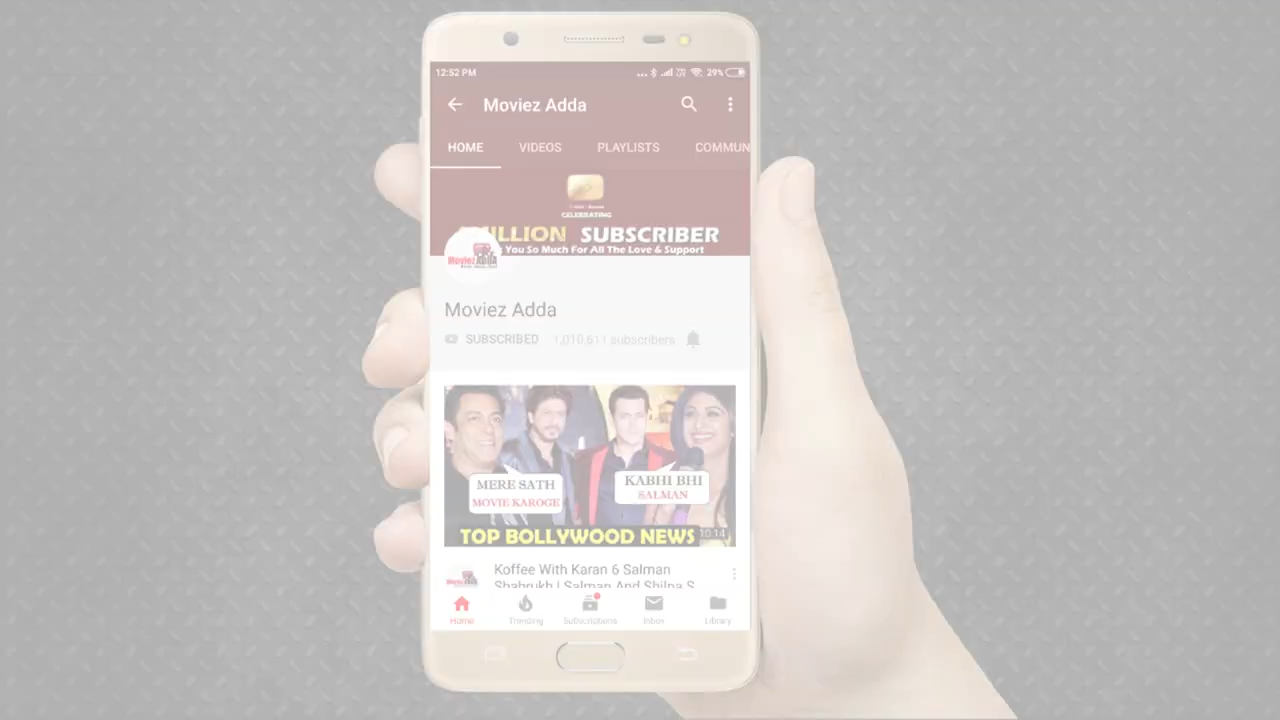 12:52 PM
29%
Moviez Adda
HOME VIDEOS PLAYLISTS COMMUN
CELEBRATING
MILLION SUBSCRIBER
You So Much For All The Love & Support
Moviez Adda
Moviez Adda
SUBSCRIBED 1,010,611 subscribers
MERE SATH
MOVIE KAROGE
KABHI BHI
SALMAN
TOP BOLLYWOOD NEWS
10:14
Koffee With Karan 6 Salman
Shahrukh | Salman And Shilpa S
Home Trending Subscriptions Inbox Library